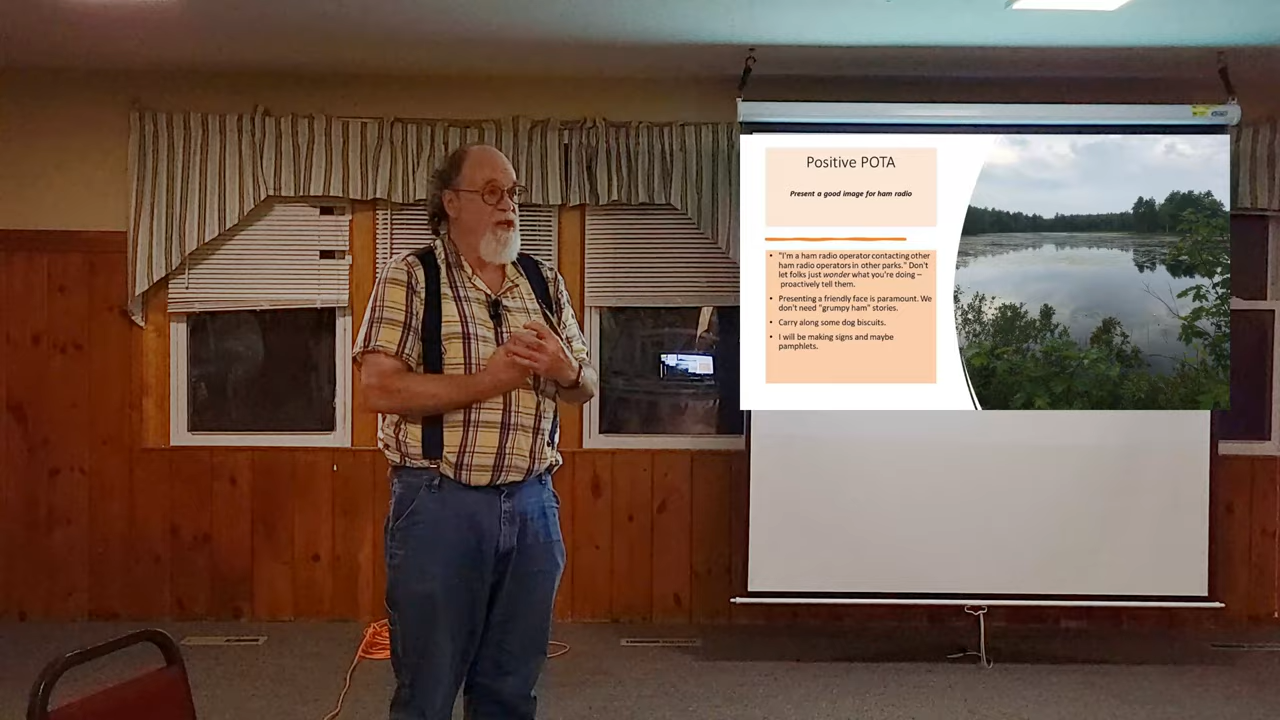 Positive POTA
Present a good image for ham radio
• "I'm a ham radio operator contacting other
ham radio operators in other parks." Don't
let folks just wonder what you're doing –
proactively tell them.
• Presenting a friendly face is paramount. We
don't need "grumpy ham" stories.
• Carry along some dog biscuits.
• I will be making signs and maybe
pamphlets.